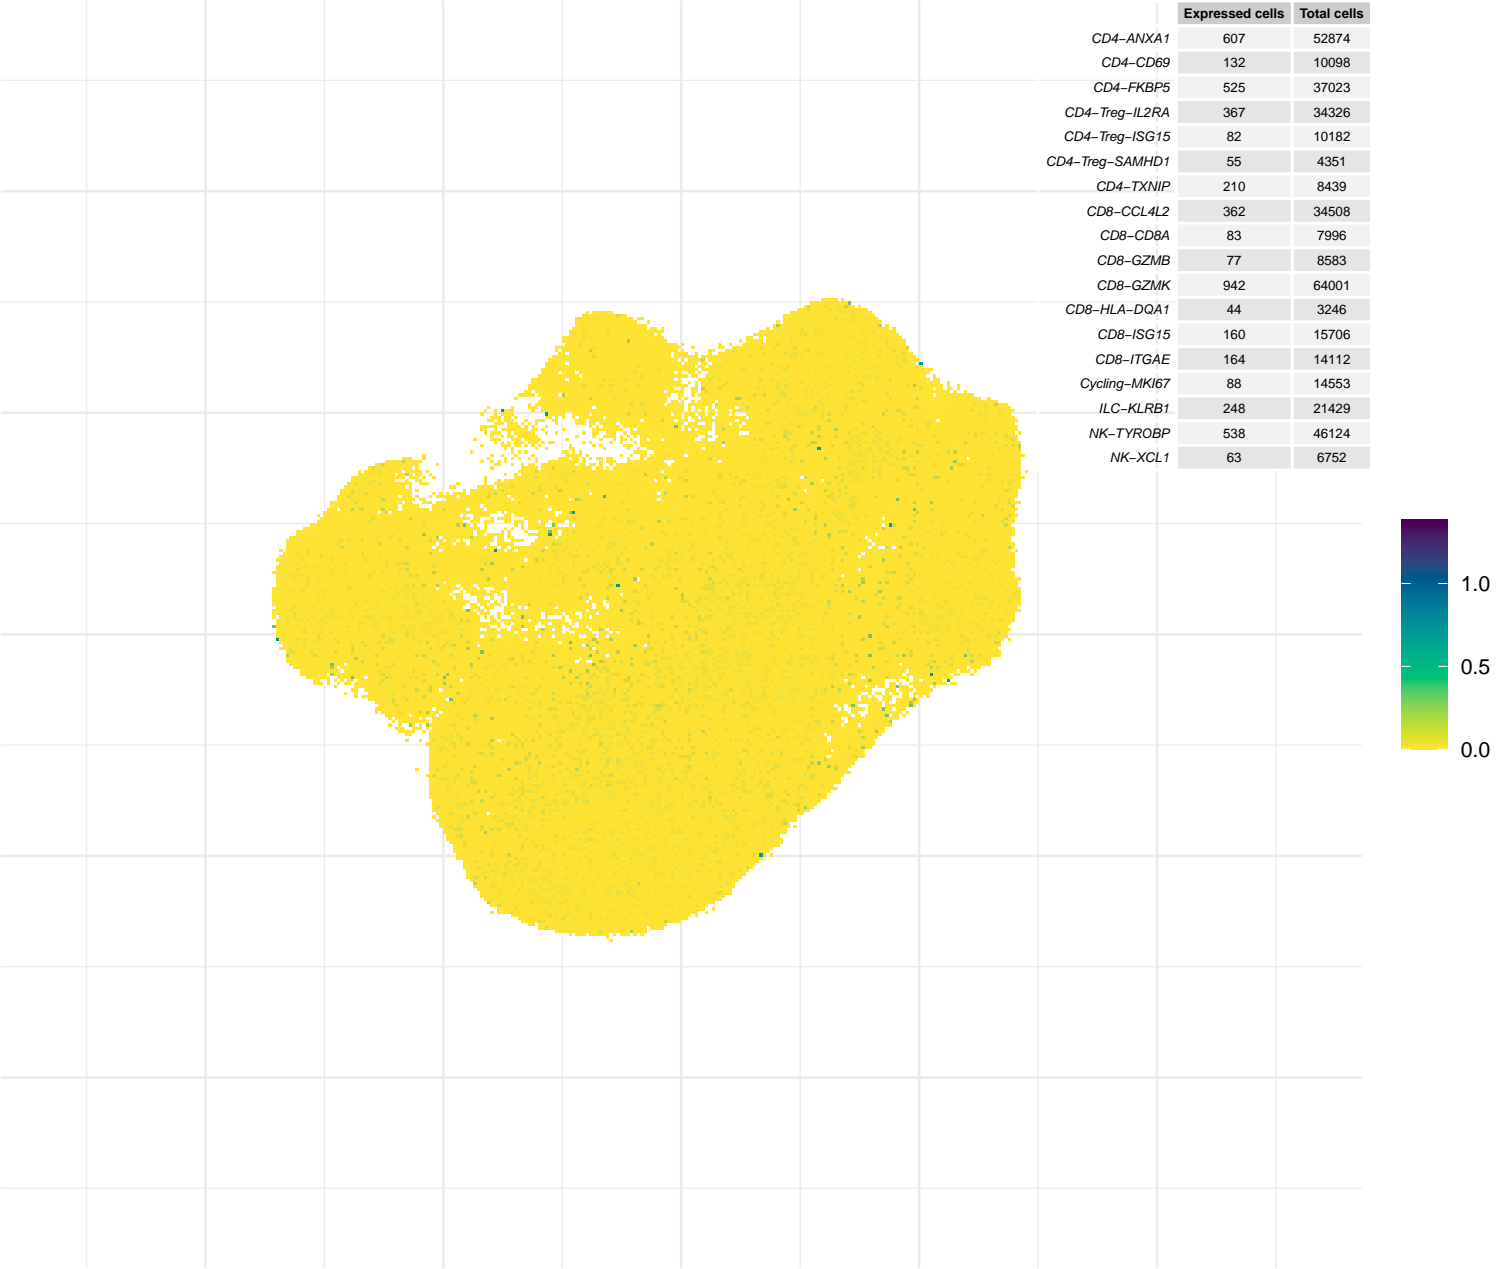 Expressed cells Total cells
CD4−ANXA1 607 52874
CD4−CD69 132 10098
CD4−FKBP5 525 37023
CD4−Treg−IL2RA 367 34326
CD4−Treg−ISG15 82 10182
CD4−Treg−SAMHD1 55 4351
CD4−TXNIP 210 8439
CD8−CCL4L2 362 34508
CD8−CD8A 83 7996
CD8−GZMB 77 8583
CD8−GZMK 942 64001
CD8−HLA−DQA1 44 3246
CD8−ISG15 160 15706
CD8−ITGAE 164 14112
Cycling−MKI67 88 14553
ILC−KLRB1 248 21429
NK−TYROBP 538 46124
NK−XCL1 63 6752
1.0
0.5
0.0